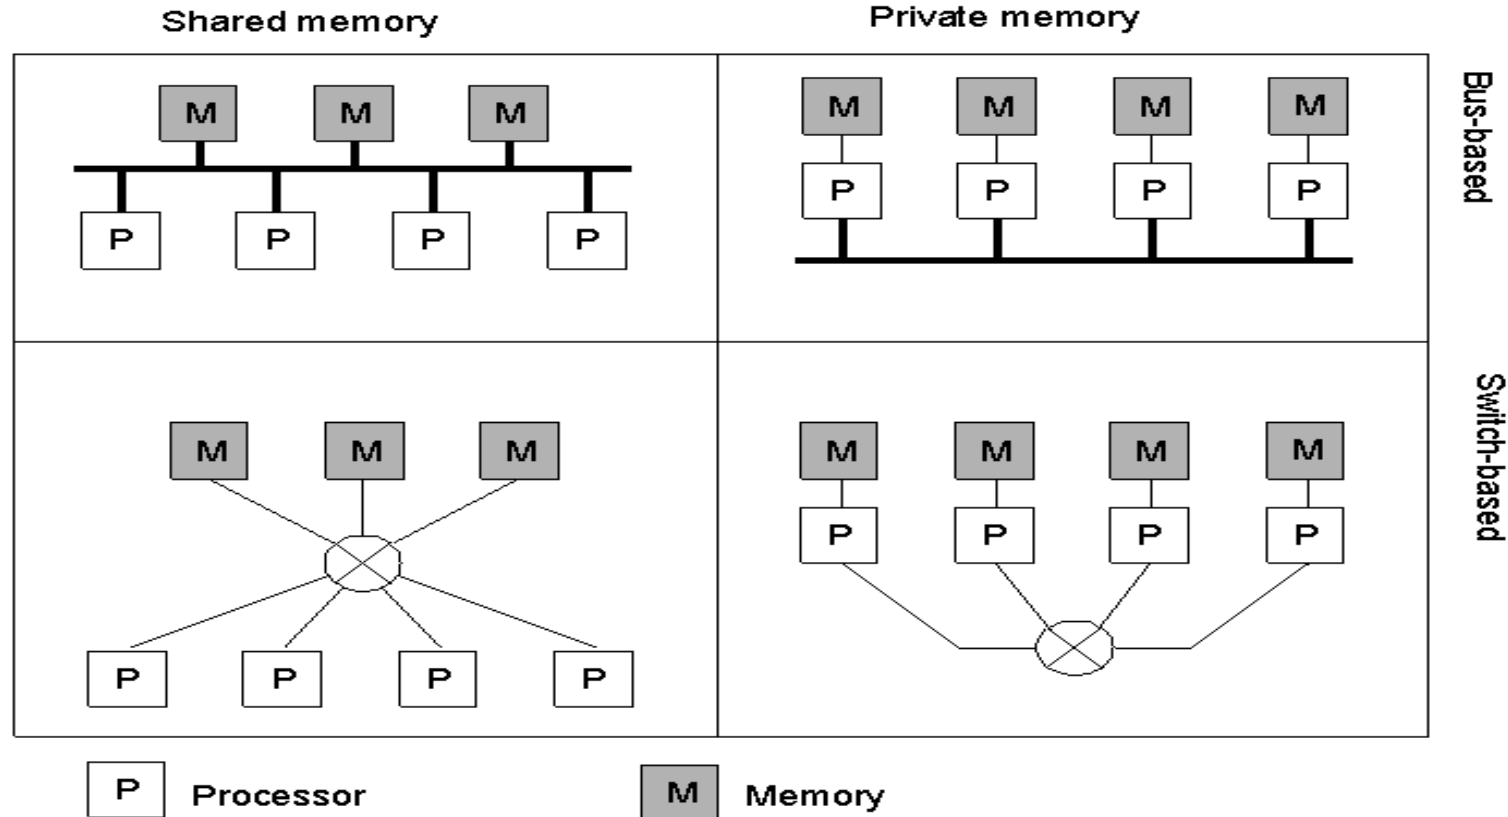 Shared memory
Private memory
M M M
P P P P
M M M M
P P P P
Bus-based
M M M
P P P P
M M M M
P P P P
Switch-based
P Processor
M Memory